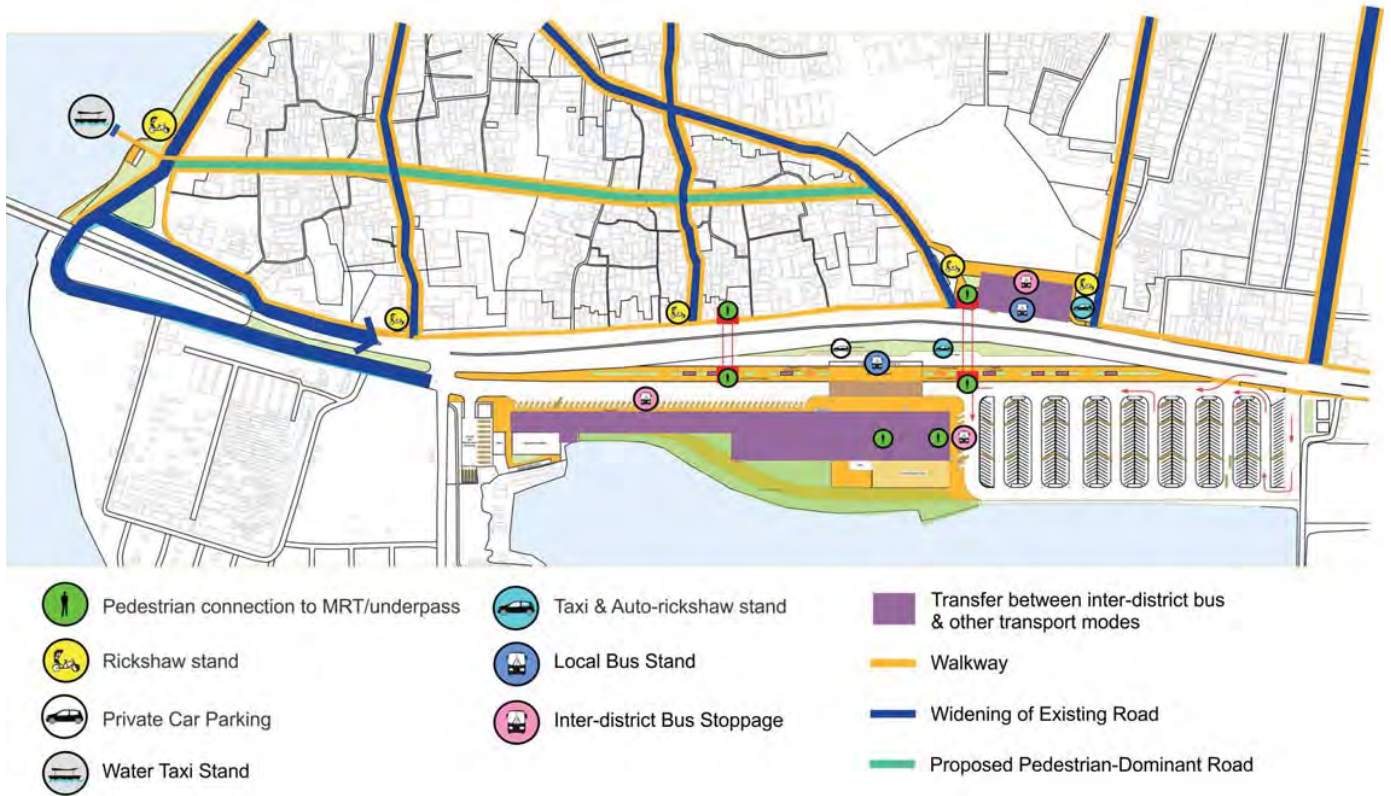 Pedestrian connection to MRT/underpass
Rickshaw stand
Private Car Parking
Water Taxi Stand
Taxi & Auto-rickshaw stand
Local Bus Stand
Inter-district Bus Stoppage
Transfer between inter-district bus
& other transport modes
Walkway
Widening of Existing Road
Proposed Pedestrian-Dominant Road